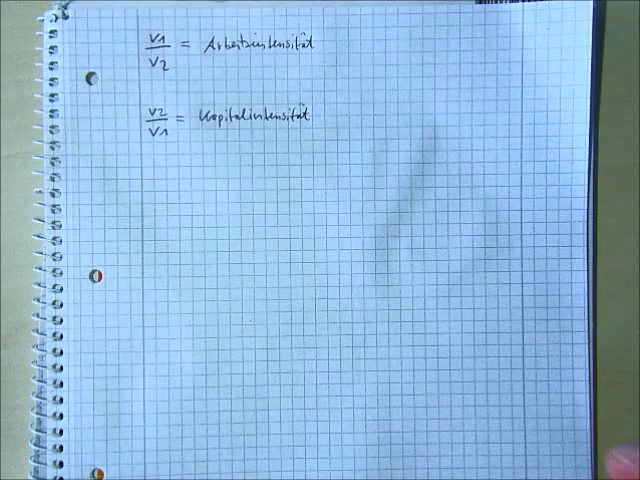 v1/v2 = Arbeitsintensität
v2/v1 = Kapitalintensität